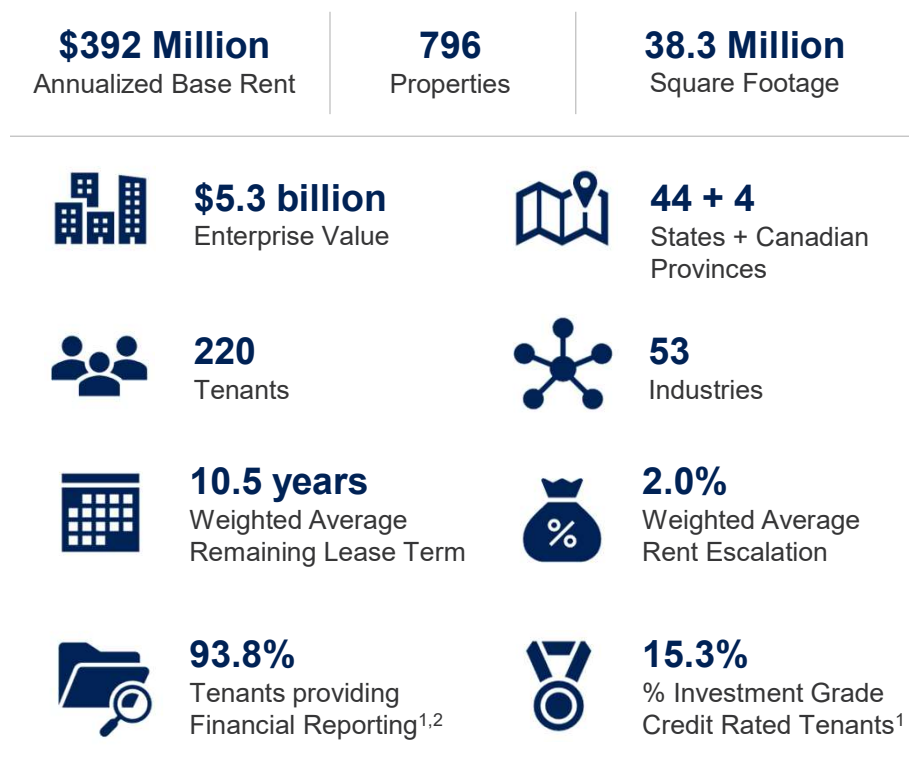 $392 Million
Annualized Base Rent
796
Properties
38.3 Million
Square Footage
$5.3 billion
Enterprise Value
44 + 4
States + Canadian
Provinces
220
Tenants
53
Industries
10.5 years
Weighted Average
Remaining Lease Term
2.0%
Weighted Average
Rent Escalation
%
93.8%
Tenants providing
Financial Reporting1,2
15.3%
% Investment Grade
Credit Rated Tenants1